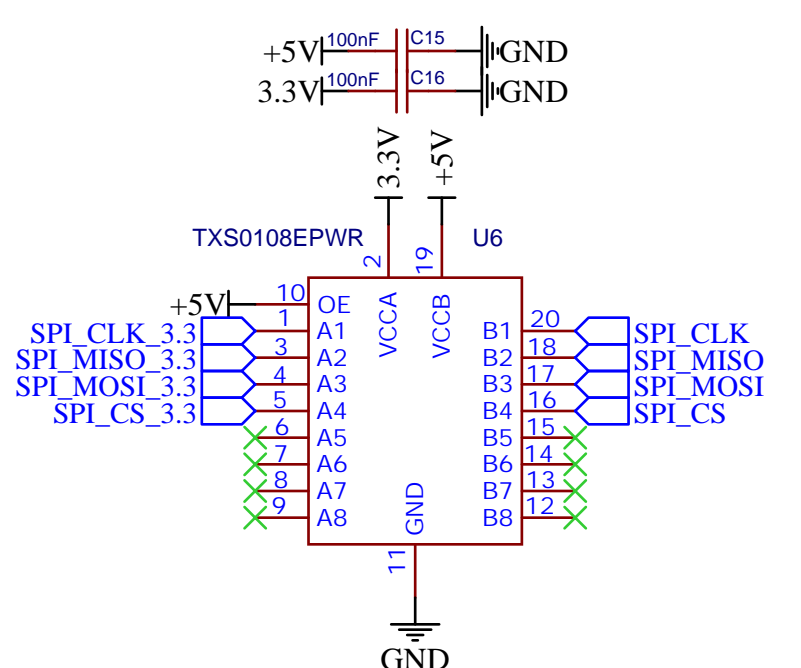 +5V 100nF C15 GND
3.3V 100nF C16 GND
3.3V +5V
TXS0108EPWR U6
2 19
VCCA VCCB
+5V 10 OE
SPI_CLK_3.3 1 A1 B1 20 SPI_CLK
SPI_MISO_3.3 3 A2 B2 18 SPI_MISO
SPI_MOSI_3.3 4 A3 B3 17 SPI_MOSI
SPI_CS_3.3 5 A4 B4 16 SPI_CS
6 A5 B5 15
7 A6 B6 14
8 A7 B7 13
9 A8 B8 12
GND
11
GND